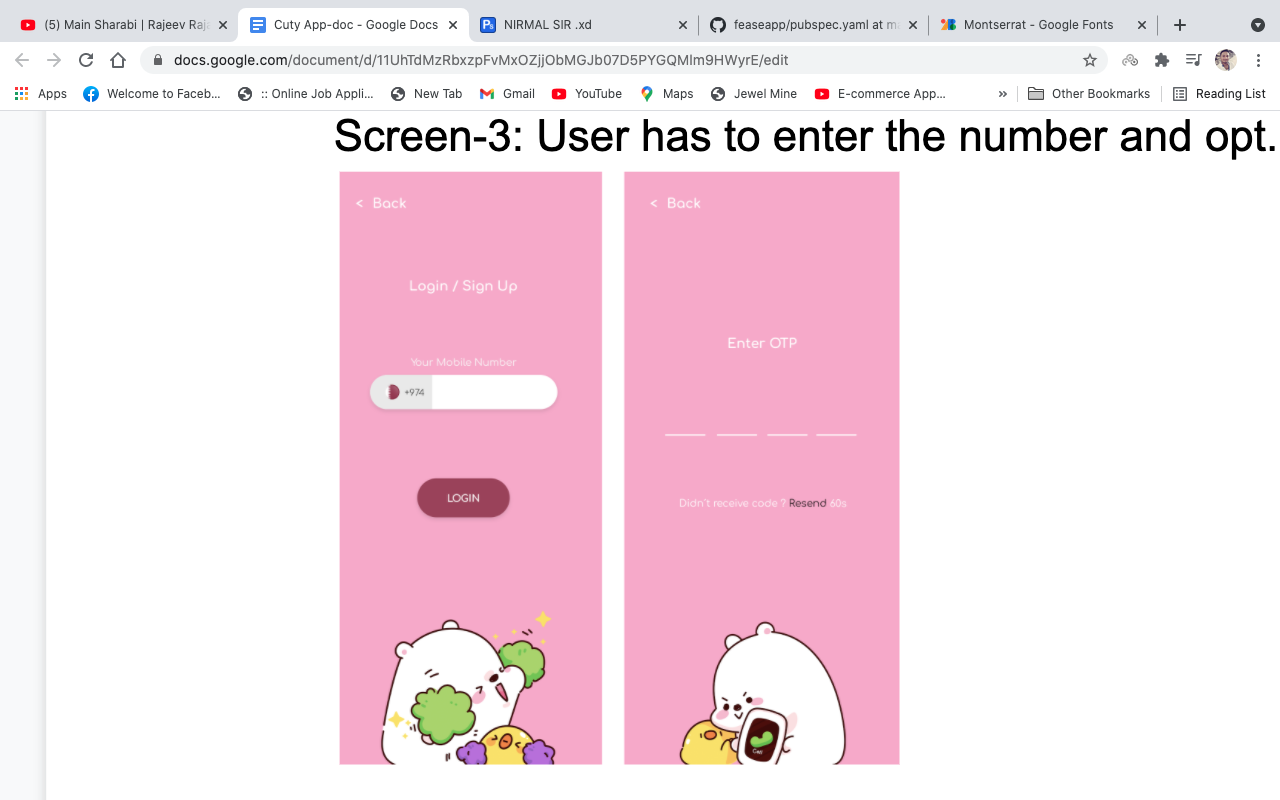 (5) Main Sharabi | Rajeev Raja
Cuty App-doc - Google Docs
NIRMAL SIR .xd
feaseapp/pubspec.yaml at ma
Montserrat - Google Fonts
docs.google.com/document/d/11UhTdMzRbxzpFvMxOZjjObMGJb07D5PYGQMlm9HWyrE/edit
Apps
Welcome to Faceb...
:: Online Job Appli...
New Tab
Gmail
YouTube
Maps
Jewel Mine
E-commerce App...
»
Other Bookmarks
Reading List
Screen-3: User has to enter the number and opt.
< Back
Login / Sign Up
Your Mobile Number
+974
LOGIN
< Back
Enter OTP
Didn't receive code ? Resend 60s
Call